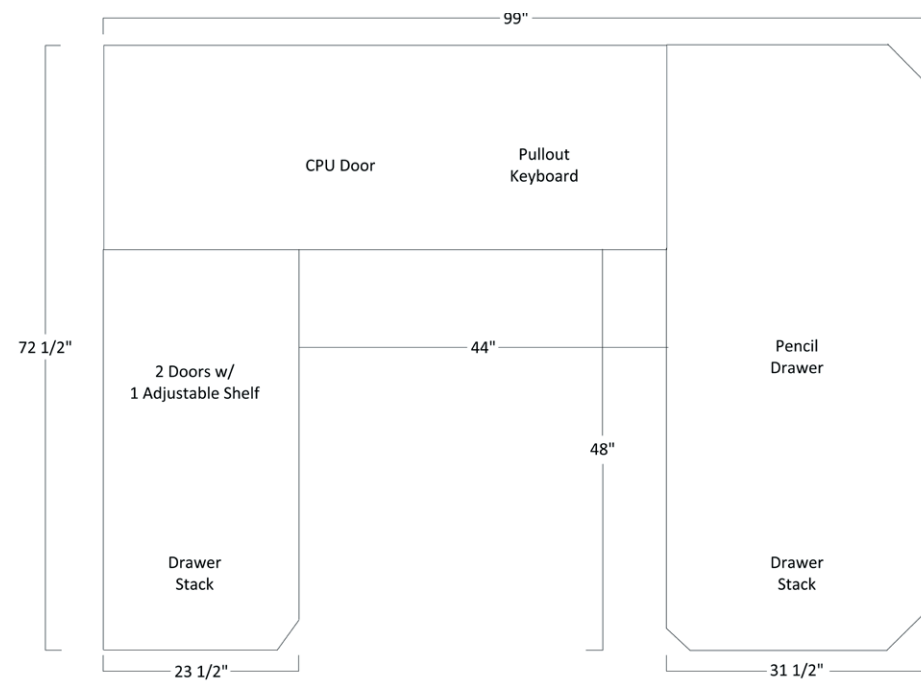 99"
CPU Door
Pullout
Keyboard
72 1/2"
44"
2 Doors w/
1 Adjustable Shelf
Pencil
Drawer
48"
Drawer
Stack
Drawer
Stack
23 1/2"
31 1/2"